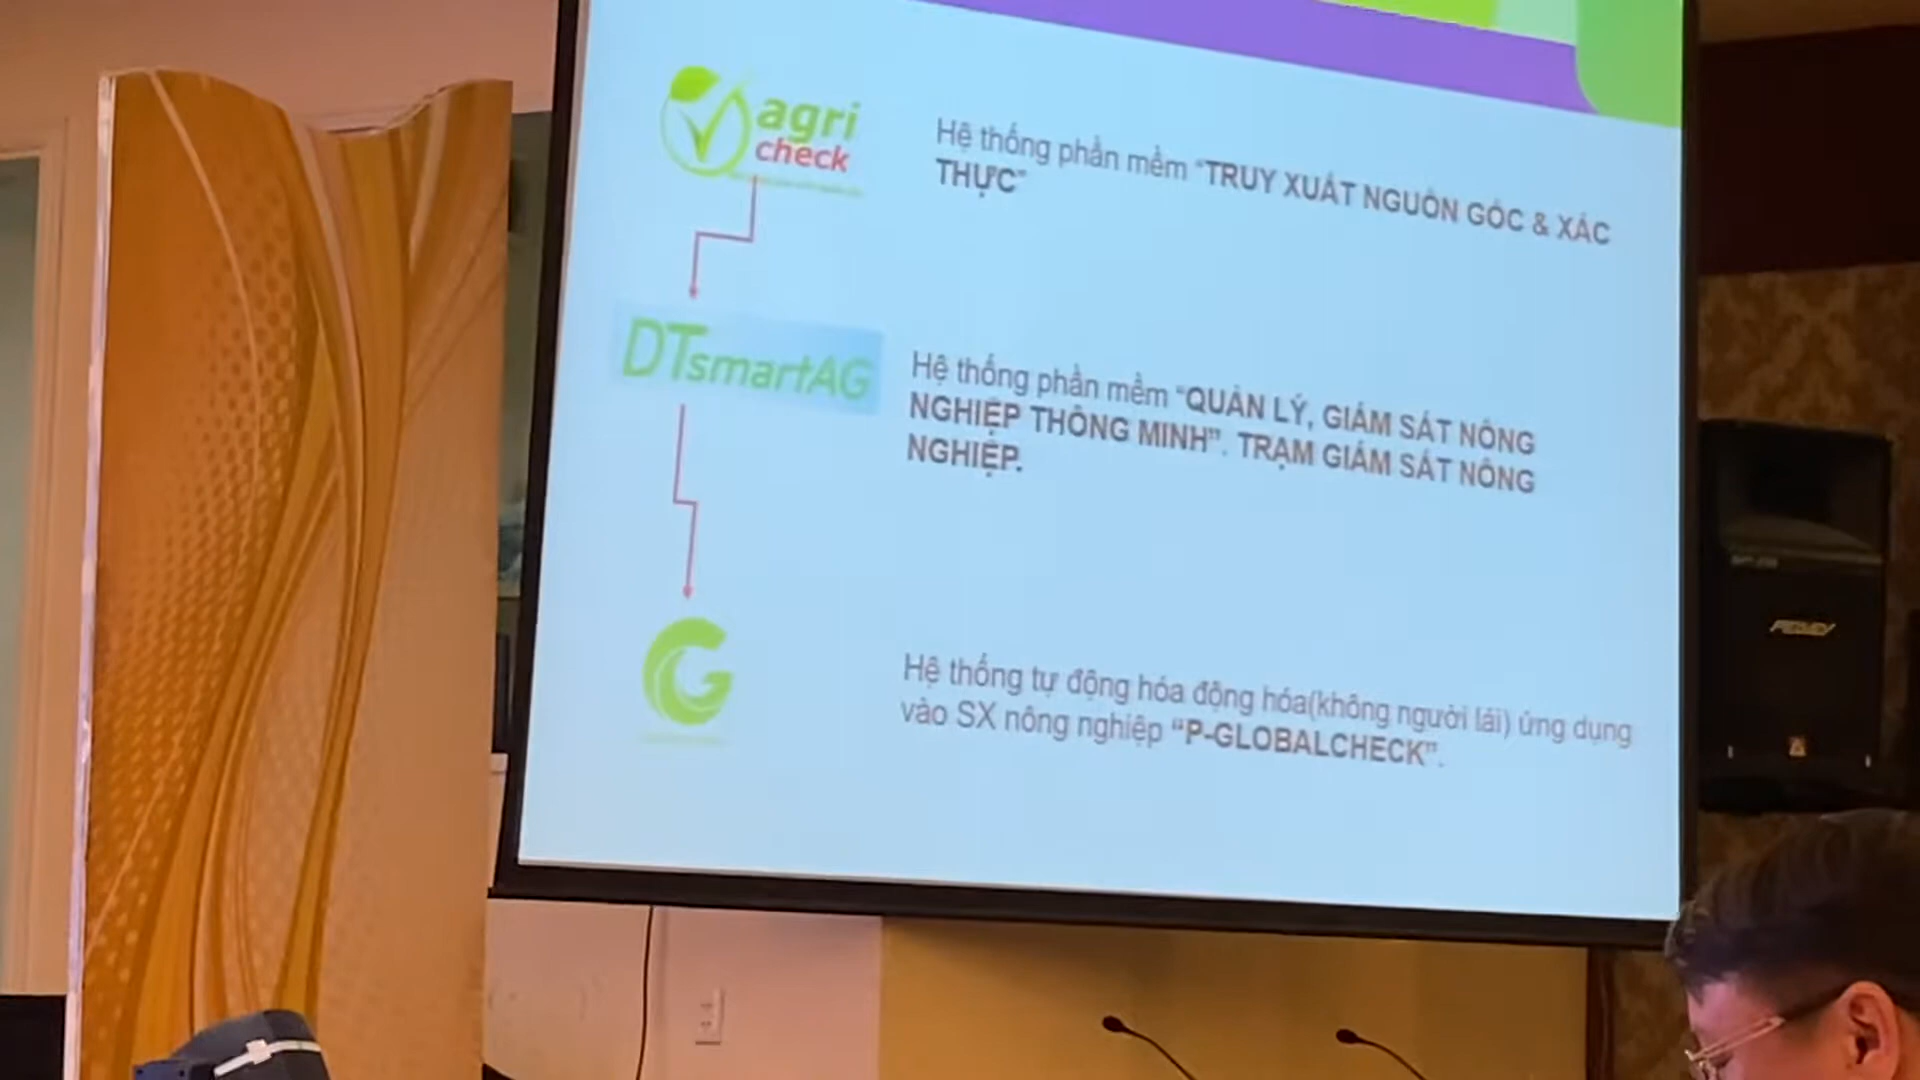 agri
check
Hệ thống phần mềm “TRUY XUẤT NGUỒN GỐC & XÁC
THỰC”
DTsmartAG
Hệ thống phần mềm “QUẢN LÝ, GIÁM SÁT NÔNG
NGHIỆP THÔNG MINH”. TRẠM GIÁM SÁT NÔNG
NGHIỆP.
G
Hệ thống tự động hóa động hóa(không người lái) ứng dụng
vào SX nông nghiệp “P-GLOBALCHECK”.
PEAVEY